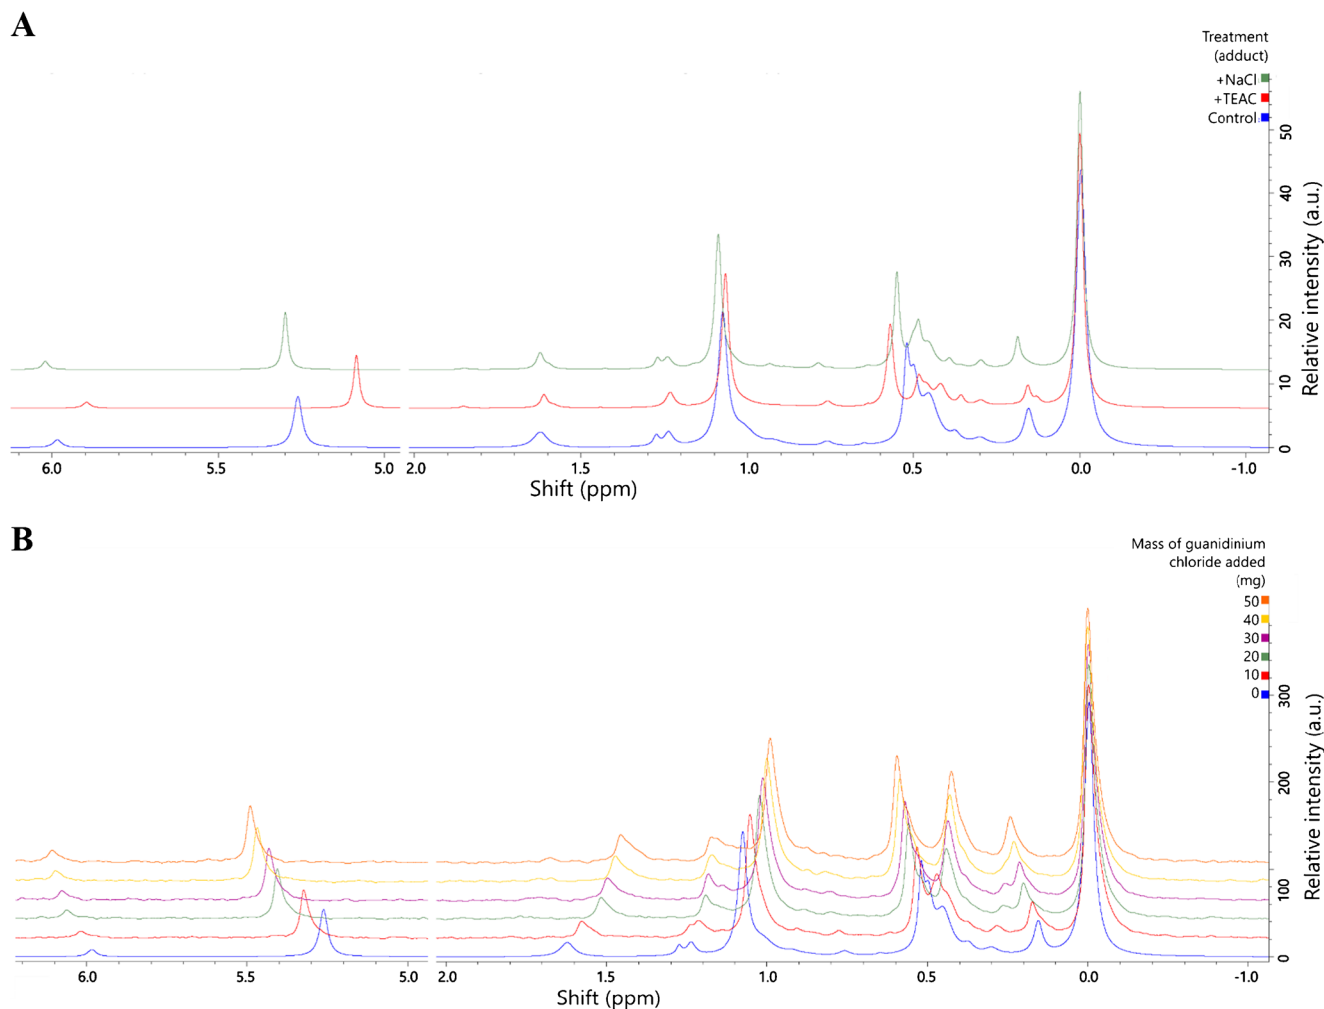 A
Treatment
(adduct)
+NaCl
+TEAC
Control
50
40
30
20
10
0
Relative intensity (a.u.)
6.0 5.5 5.0 2.0 1.5 1.0 0.5 0.0 -1.0
Shift (ppm)
B
Mass of guanidinium
chloride added
(mg)
50
40
30
20
10
0
300
200
100
0
Relative intensity (a.u.)
6.0 5.5 5.0 2.0 1.5 1.0 0.5 0.0 -1.0
Shift (ppm)